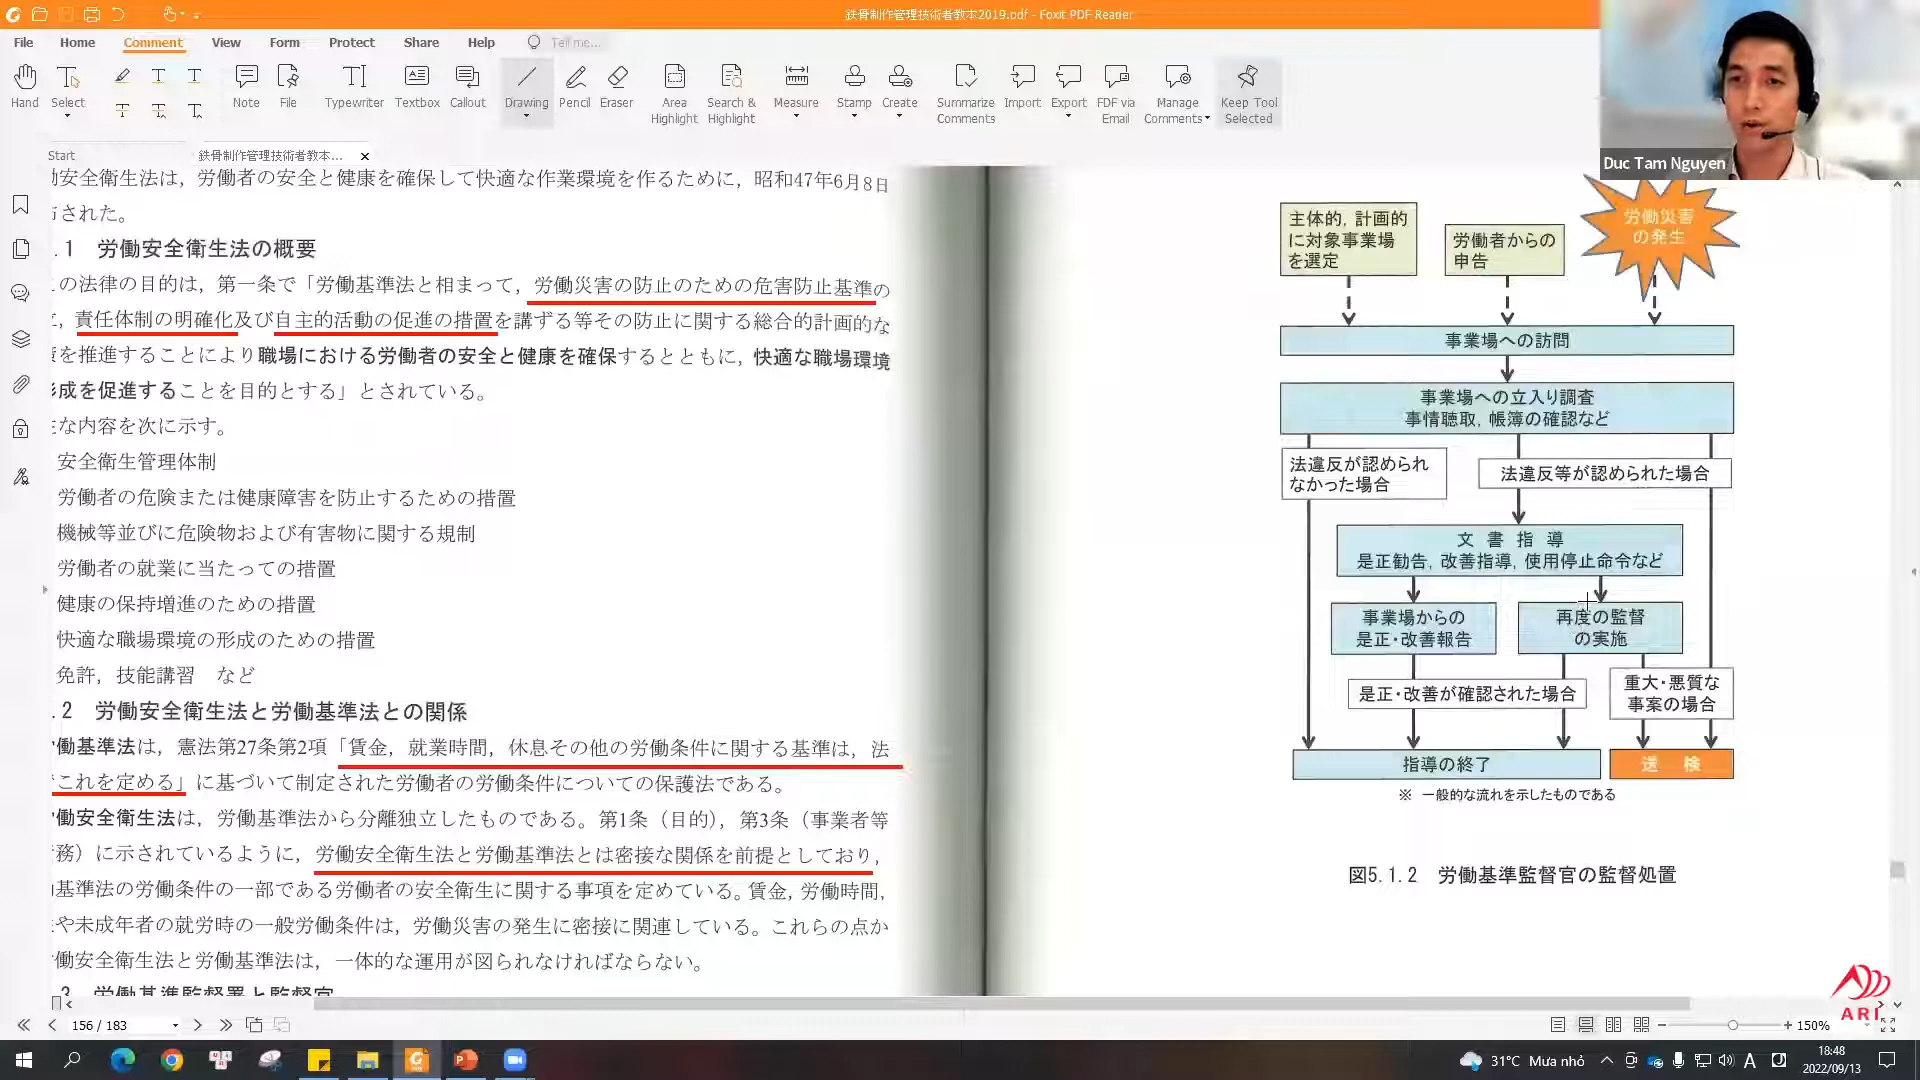 鉄骨制作管理技術者教本2019.pdf - Foxit PDF Reader
File Home Comment View Form Protect Share Help Tell me...
Hand Select Note File Typewriter Textbox Callout Drawing Pencil Eraser Area Highlight Search & Highlight Measure Stamp Create Summarize Comments Import Export FDF via Email Manage Comments Keep Tool Selected
Duc Tam Nguyen
Start 鉄骨制作管理技術者教本...
安全衛生法は，労働者の安全と健康を確保して快適な作業環境を作るために，昭和47年6月8日
された。
.1 労働安全衛生法の概要
の法律の目的は，第一条で「労働基準法と相まって，労働災害の防止のための危害防止基準の
，責任体制の明確化及び自主的活動の促進の措置を講ずる等その防止に関する総合的計画的な
を推進することにより職場における労働者の安全と健康を確保するとともに，快適な職場環境
成を促進することを目的とする」とされている。
な内容を次に示す。
安全衛生管理体制
労働者の危険または健康障害を防止するための措置
機械等並びに危険物および有害物に関する規制
労働者の就業に当たっての措置
健康の保持増進のための措置
快適な職場環境の形成のための措置
免許，技能講習 など
.2 労働安全衛生法と労働基準法との関係
働基準法は，憲法第27条第2項「賃金，就業時間，休息その他の労働条件に関する基準は，法
これを定める」に基づいて制定された労働者の労働条件についての保護法である。
働安全衛生法は，労働基準法から分離独立したものである。第1条（目的），第3条（事業者等
務）に示されているように，労働安全衛生法と労働基準法とは密接な関係を前提としており，
基準法の労働条件の一部である労働者の安全衛生に関する事項を定めている。賃金，労働時間，
や未成年者の就労時の一般労働条件は，労働災害の発生に密接に関連している。これらの点か
働安全衛生法と労働基準法は，一体的な運用が図られなければならない。
3 労働基準監督署と監督官
主体的，計画的
に対象事業場
を選定
労働者からの
申告
労働災害
の発生
事業場への訪問
事業場への立入り調査
事情聴取，帳簿の確認など
法違反が認められ
なかった場合
法違反等が認められた場合
文書指導
是正勧告，改善指導，使用停止命令など
事業場からの
是正・改善報告
再度の監督
の実施
是正・改善が確認された場合
重大・悪質な
事案の場合
指導の終了
送検
※ 一般的な流れを示したものである
図5.1.2 労働基準監督官の監督処置
ARI
156 / 183
150%
31°C Mưa nhỏ
A
18:48
2022/09/13